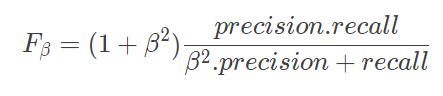 F_β = (1 + β²) precision.recall / β².precision + recall